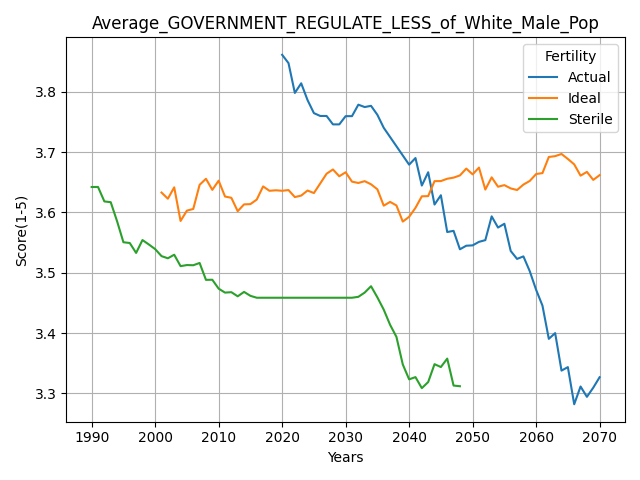 Average_GOVERNMENT_REGULATE_LESS_of_White_Male_Pop
Fertility
Actual
Ideal
Sterile
Score(1-5)
3.8
3.7
3.6
3.5
3.4
3.3
1990 2000 2010 2020 2030 2040 2050 2060 2070
Years